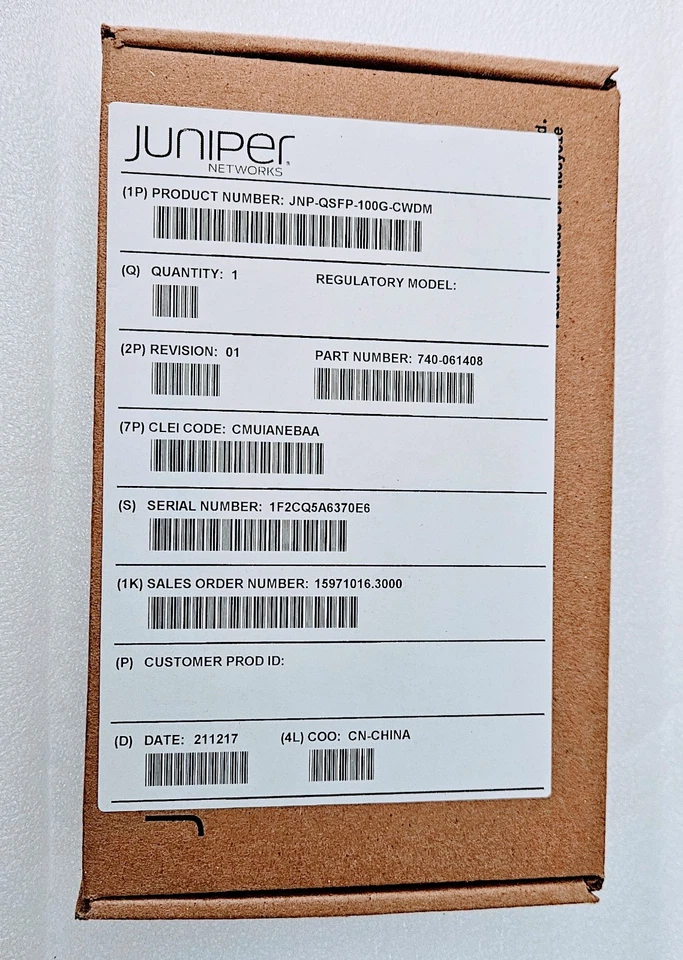 JUNIPER
NETWORKS
(1P) PRODUCT NUMBER: JNP-QSFP-100G-CWDM
(Q) QUANTITY: 1 REGULATORY MODEL:
(2P) REVISION: 01 PART NUMBER: 740-061408
(7P) CLEI CODE: CMUIANEBAA
(S) SERIAL NUMBER: 1F2CQ5A6370E6
(1K) SALES ORDER NUMBER: 15971016.3000
(P) CUSTOMER PROD ID:
(D) DATE: 211217 (4L) COO: CN-CHINA